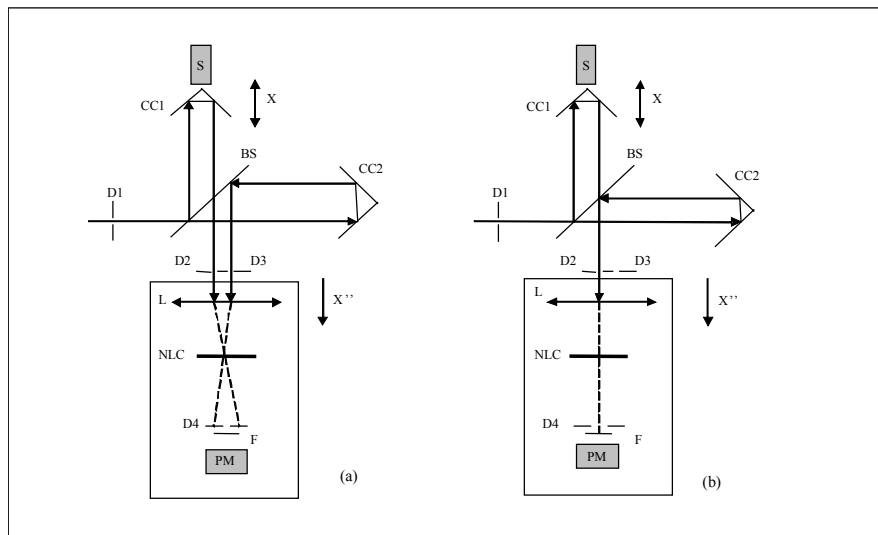 S
CC1
X
BS
CC2
D1
D2
D3
L
X’’
NLC
D4
F
PM
(a)
S
CC1
X
BS
CC2
D1
D2
D3
L
X’’
NLC
D4
F
PM
(b)